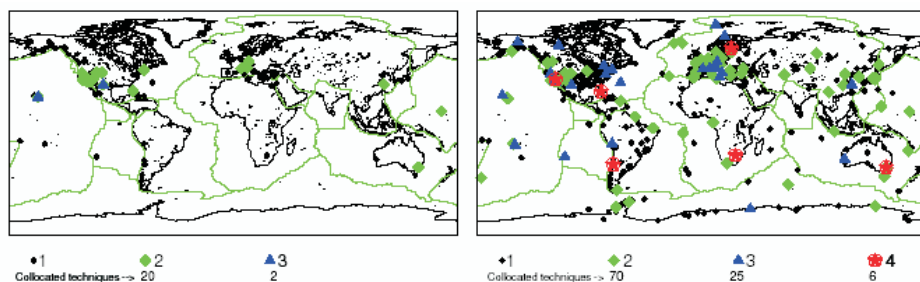 1 2 3
Collocated techniques --> 20 2
1 2 3 4
Collocated techniques --> 70 25 6